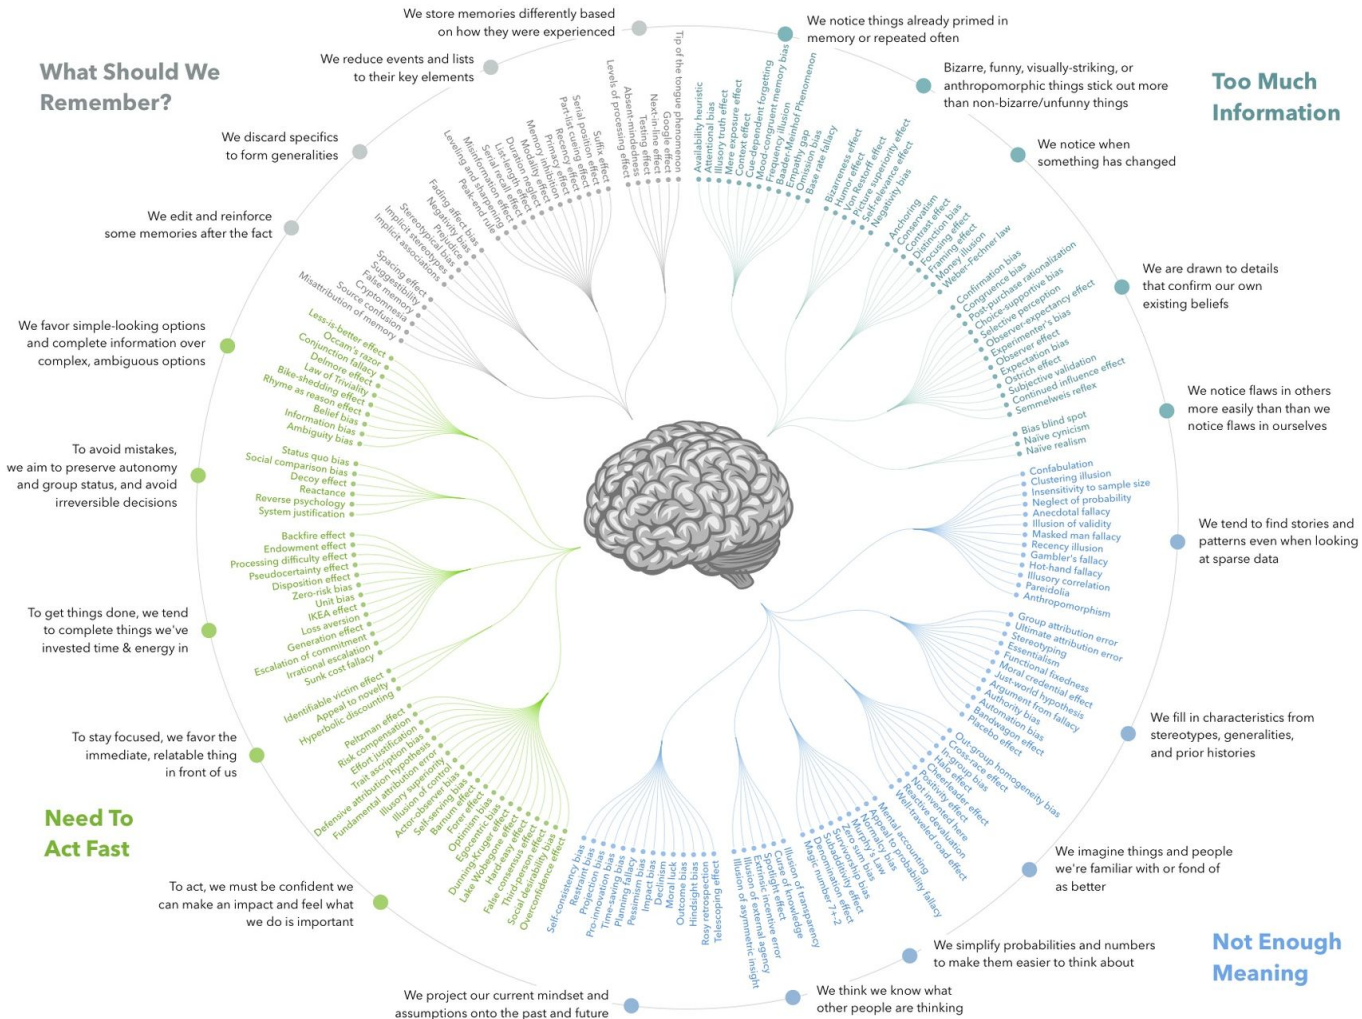 What Should We
Remember?
We store memories differently based
on how they were experienced
We reduce events and lists
to their key elements
We discard specifics
to form generalities
We edit and reinforce
some memories after the fact
Tip of the tongue phenomenon
Google effect
Next-in-line effect
Testing effect
Absent-mindedness
Levels of processing effect
Suffix effect
Serial position effect
Part-list cueing effect
Recency effect
Primacy effect
Memory inhibition
Modality effect
Duration neglect
List-length effect
Serial recall effect
Misinformation effect
Leveling and sharpening
Peak-end rule
Fading affect bias
Negativity bias
Prejudice
Stereotypical bias
Implicit stereotypes
Implicit associations
Spacing effect
Suggestibility
False memory
Cryptomnesia
Source confusion
Misattribution of memory
Too Much
Information
We notice things already primed in
memory or repeated often
Bizarre, funny, visually-striking, or
anthropomorphic things stick out more
than non-bizarre/unfunny things
We notice when
something has changed
We are drawn to details
that confirm our own
existing beliefs
We notice flaws in others
more easily than than we
notice flaws in ourselves
Availability heuristic
Attentional bias
Illusory truth effect
Mere exposure effect
Context effect
Cue-dependent forgetting
Mood-congruent memory bias
Frequency illusion
Baader-Meinhof Phenomenon
Empathy gap
Omission bias
Base rate fallacy
Bizarreness effect
Humor effect
Von Restorff effect
Picture superiority effect
Self-relevance effect
Negativity bias
Anchoring
Conservatism
Contrast effect
Distinction bias
Focusing effect
Framing effect
Money illusion
Weber–Fechner law
Confirmation bias
Congruence bias
Post-purchase rationalization
Choice-supportive bias
Selective perception
Observer-expectancy effect
Experimenter's bias
Observer effect
Expectation bias
Ostrich effect
Subjective validation
Continued influence effect
Semmelweis reflex
Bias blind spot
Naïve cynicism
Naïve realism
We tend to find stories and
patterns even when looking
at sparse data
We fill in characteristics from
stereotypes, generalities,
and prior histories
We imagine things and people
we're familiar with or fond of
as better
We simplify probabilities and numbers
to make them easier to think about
We think we know what
other people are thinking
We project our current mindset and
assumptions onto the past and future
Not Enough
Meaning
Confabulation
Clustering illusion
Insensitivity to sample size
Neglect of probability
Anecdotal fallacy
Illusion of validity
Masked man fallacy
Recency illusion
Gambler's fallacy
Hot-hand fallacy
Illusory correlation
Pareidolia
Anthropomorphism
Group attribution error
Ultimate attribution error
Stereotyping
Essentialism
Functional fixedness
Moral credential effect
Just-world hypothesis
Argument from fallacy
Authority bias
Automation bias
Bandwagon effect
Placebo effect
Out-group homogeneity bias
Cross-race effect
In-group bias
Halo effect
Cheerleader effect
Positivity effect
Not invented here
Reactive devaluation
Well-traveled road effect
Mental accounting
Appeal to probability fallacy
Normalcy bias
Murphy's Law
Zero sum bias
Survivorship bias
Subadditivity effect
Denomination effect
Magic number 7+-2
Illusion of transparency
Curse of knowledge
Spotlight effect
Extrinsic incentive error
Illusion of external agency
Illusion of asymmetric insight
Telescoping effect
Rosy retrospection
Hindsight bias
Outcome bias
Moral luck
Declinism
Impact bias
Pessimism bias
Planning fallacy
Time-saving bias
Pro-innovation bias
Projection bias
Restraint bias
Self-consistency bias
We favor simple-looking options
and complete information over
complex, ambiguous options
To avoid mistakes,
we aim to preserve autonomy
and group status, and avoid
irreversible decisions
To get things done, we tend
to complete things we've
invested time & energy in
To stay focused, we favor the
immediate, relatable thing
in front of us
Need To
Act Fast
To act, we must be confident we
can make an impact and feel what
we do is important
Less-is-better effect
Occam's razor
Conjunction fallacy
Delmore effect
Law of Triviality
Bike-shedding effect
Rhyme as reason effect
Belief bias
Information bias
Ambiguity bias
Status quo bias
Social comparison bias
Decoy effect
Reactance
Reverse psychology
System justification
Backfire effect
Endowment effect
Processing difficulty effect
Pseudocertainty effect
Disposition effect
Zero-risk bias
Unit bias
IKEA effect
Loss aversion
Generation effect
Escalation of commitment
Irrational escalation
Sunk cost fallacy
Identifiable victim effect
Appeal to novelty
Hyperbolic discounting
Peltzman effect
Risk compensation
Effort justification
Trait ascription bias
Defensive attribution hypothesis
Fundamental attribution error
Illusory superiority
Illusion of control
Actor-observer bias
Self-serving bias
Barnum effect
Forer effect
Optimism bias
Egocentric bias
Dunning-Kruger effect
Lake Wobegone effect
Hard-easy effect
False consensus effect
Third-person effect
Social desirability bias
Overconfidence effect